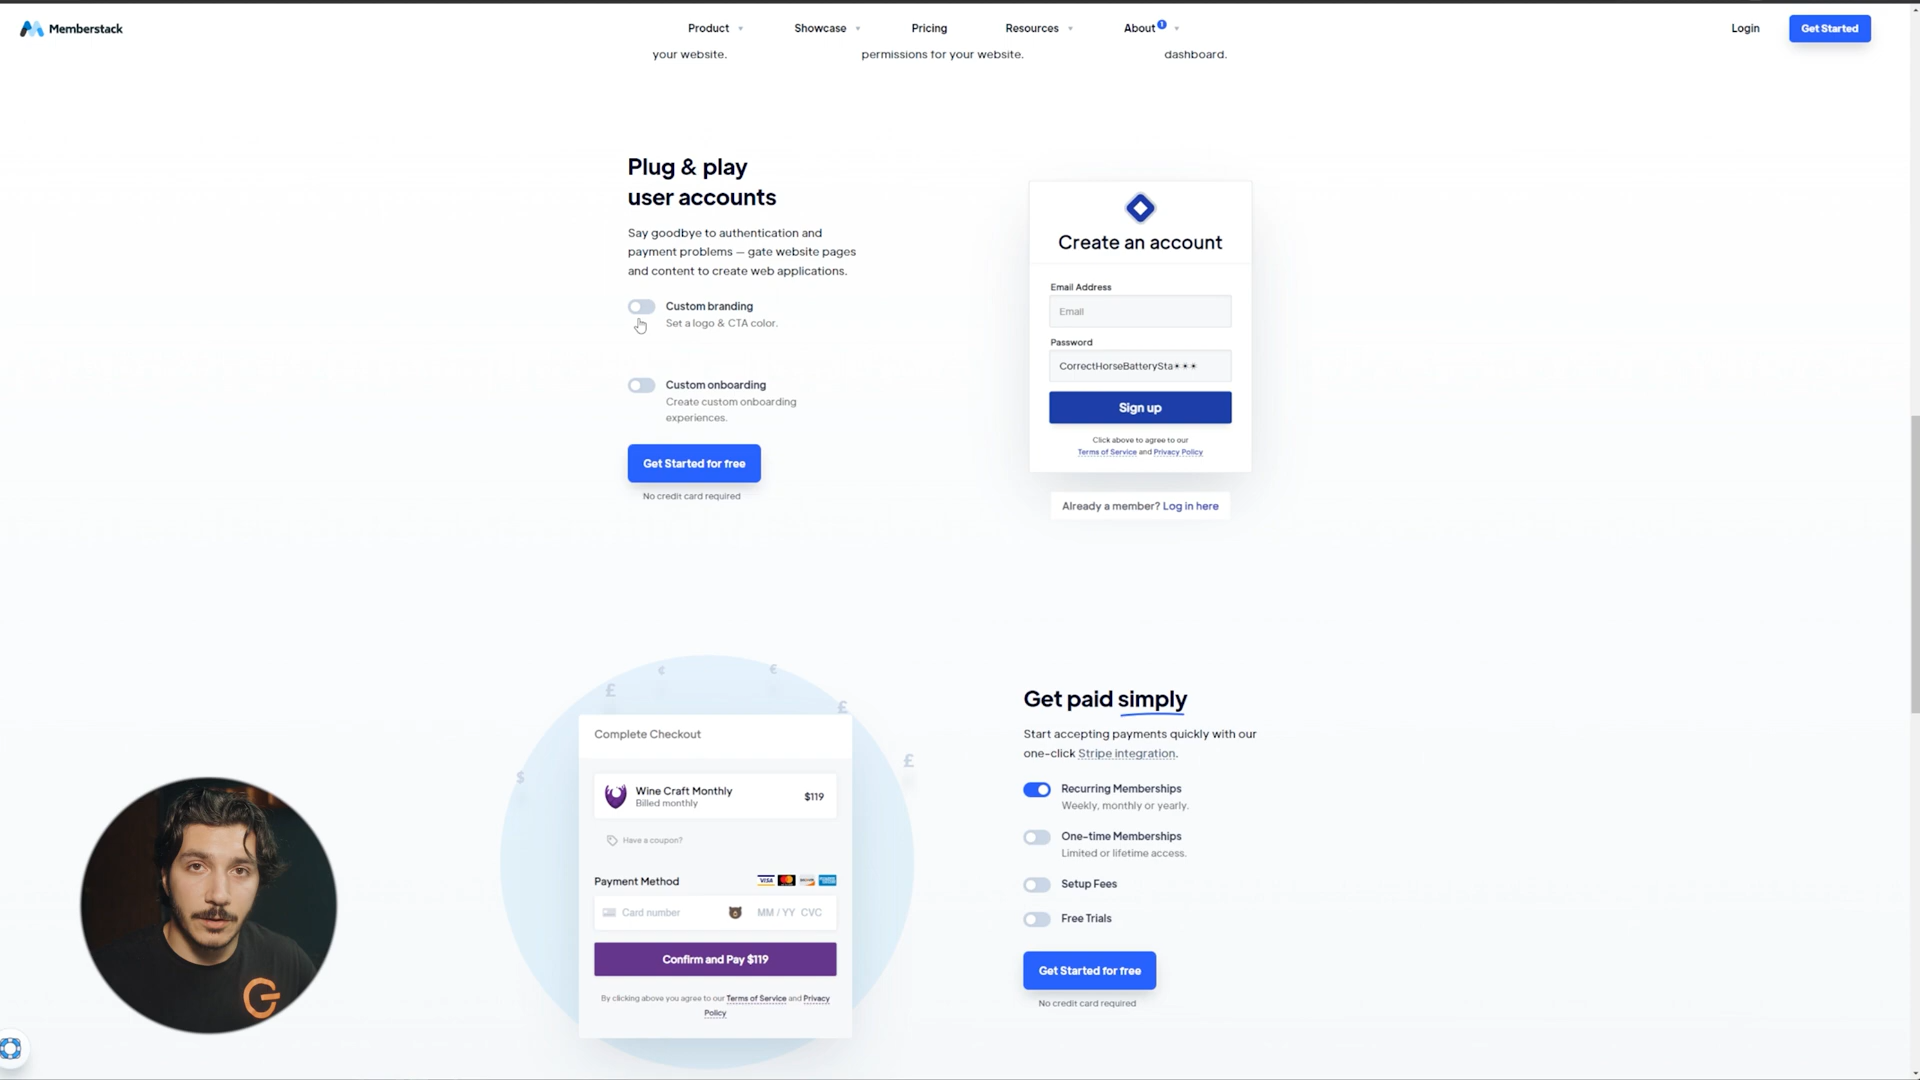 Memberstack
Product
Showcase
Pricing
Resources
About 1
Login
Get Started
your website.
permissions for your website.
dashboard.
Plug & play
user accounts
Say goodbye to authentication and
payment problems — gate website pages
and content to create web applications.
Custom branding
Set a logo & CTA color.
Custom onboarding
Create custom onboarding
experiences.
Get Started for free
No credit card required
Create an account
Email Address
Email
Password
CorrectHorseBatterySta***
Sign up
Click above to agree to our
Terms of Service and Privacy Policy
Already a member? Log in here
Complete Checkout
Wine Craft Monthly
Billed monthly
$119
Have a coupon?
Payment Method
VISA
Card number
MM / YY CVC
Confirm and Pay $119
By clicking above you agree to our Terms of Service and Privacy
Policy
Get paid simply
Start accepting payments quickly with our
one-click Stripe integration.
Recurring Memberships
Weekly, monthly or yearly.
One-time Memberships
Limited or lifetime access.
Setup Fees
Free Trials
Get Started for free
No credit card required